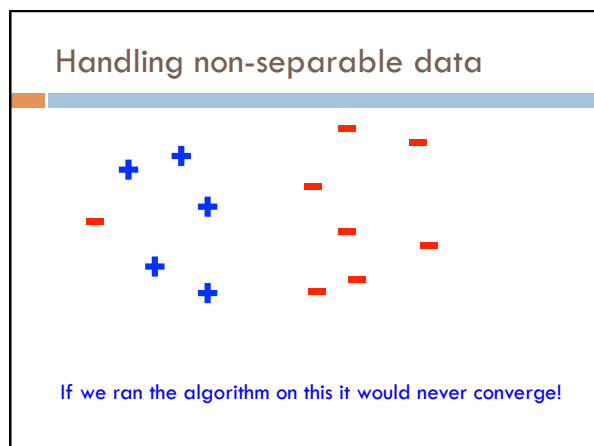 Handling non-separable data
If we ran the algorithm on this it would never converge!